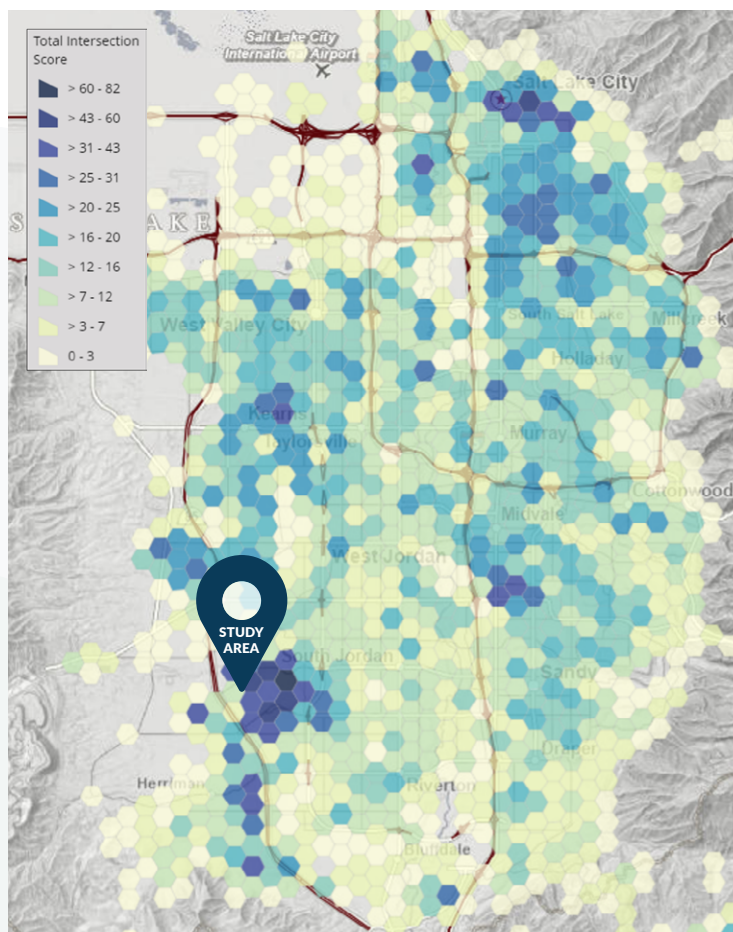 Total Intersection
Score
> 60 - 82
> 43 - 60
> 31 - 43
> 25 - 31
> 20 - 25
> 16 - 20
> 12 - 16
> 7 - 12
> 3 - 7
0 - 3
Salt Lake City
International Airport
Salt Lake City
S
AKE
West Valley City
South Salt Lake
Millcreek
Holladay
Kearns
Taylorsville
Murray
Cottonwood
Midvale
West Jordan
STUDY
AREA
South Jordan
Sandy
Draper
Herriman
Riverton
Bluffdale